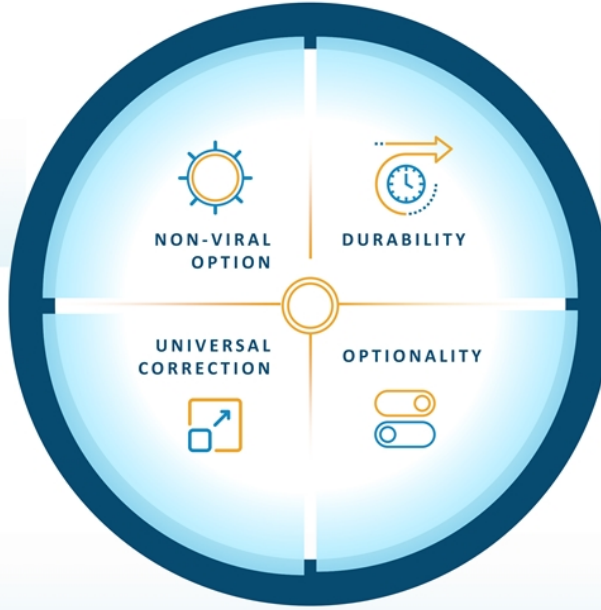 NON-VIRAL
OPTION
DURABILITY
UNIVERSAL
CORRECTION
OPTIONALITY